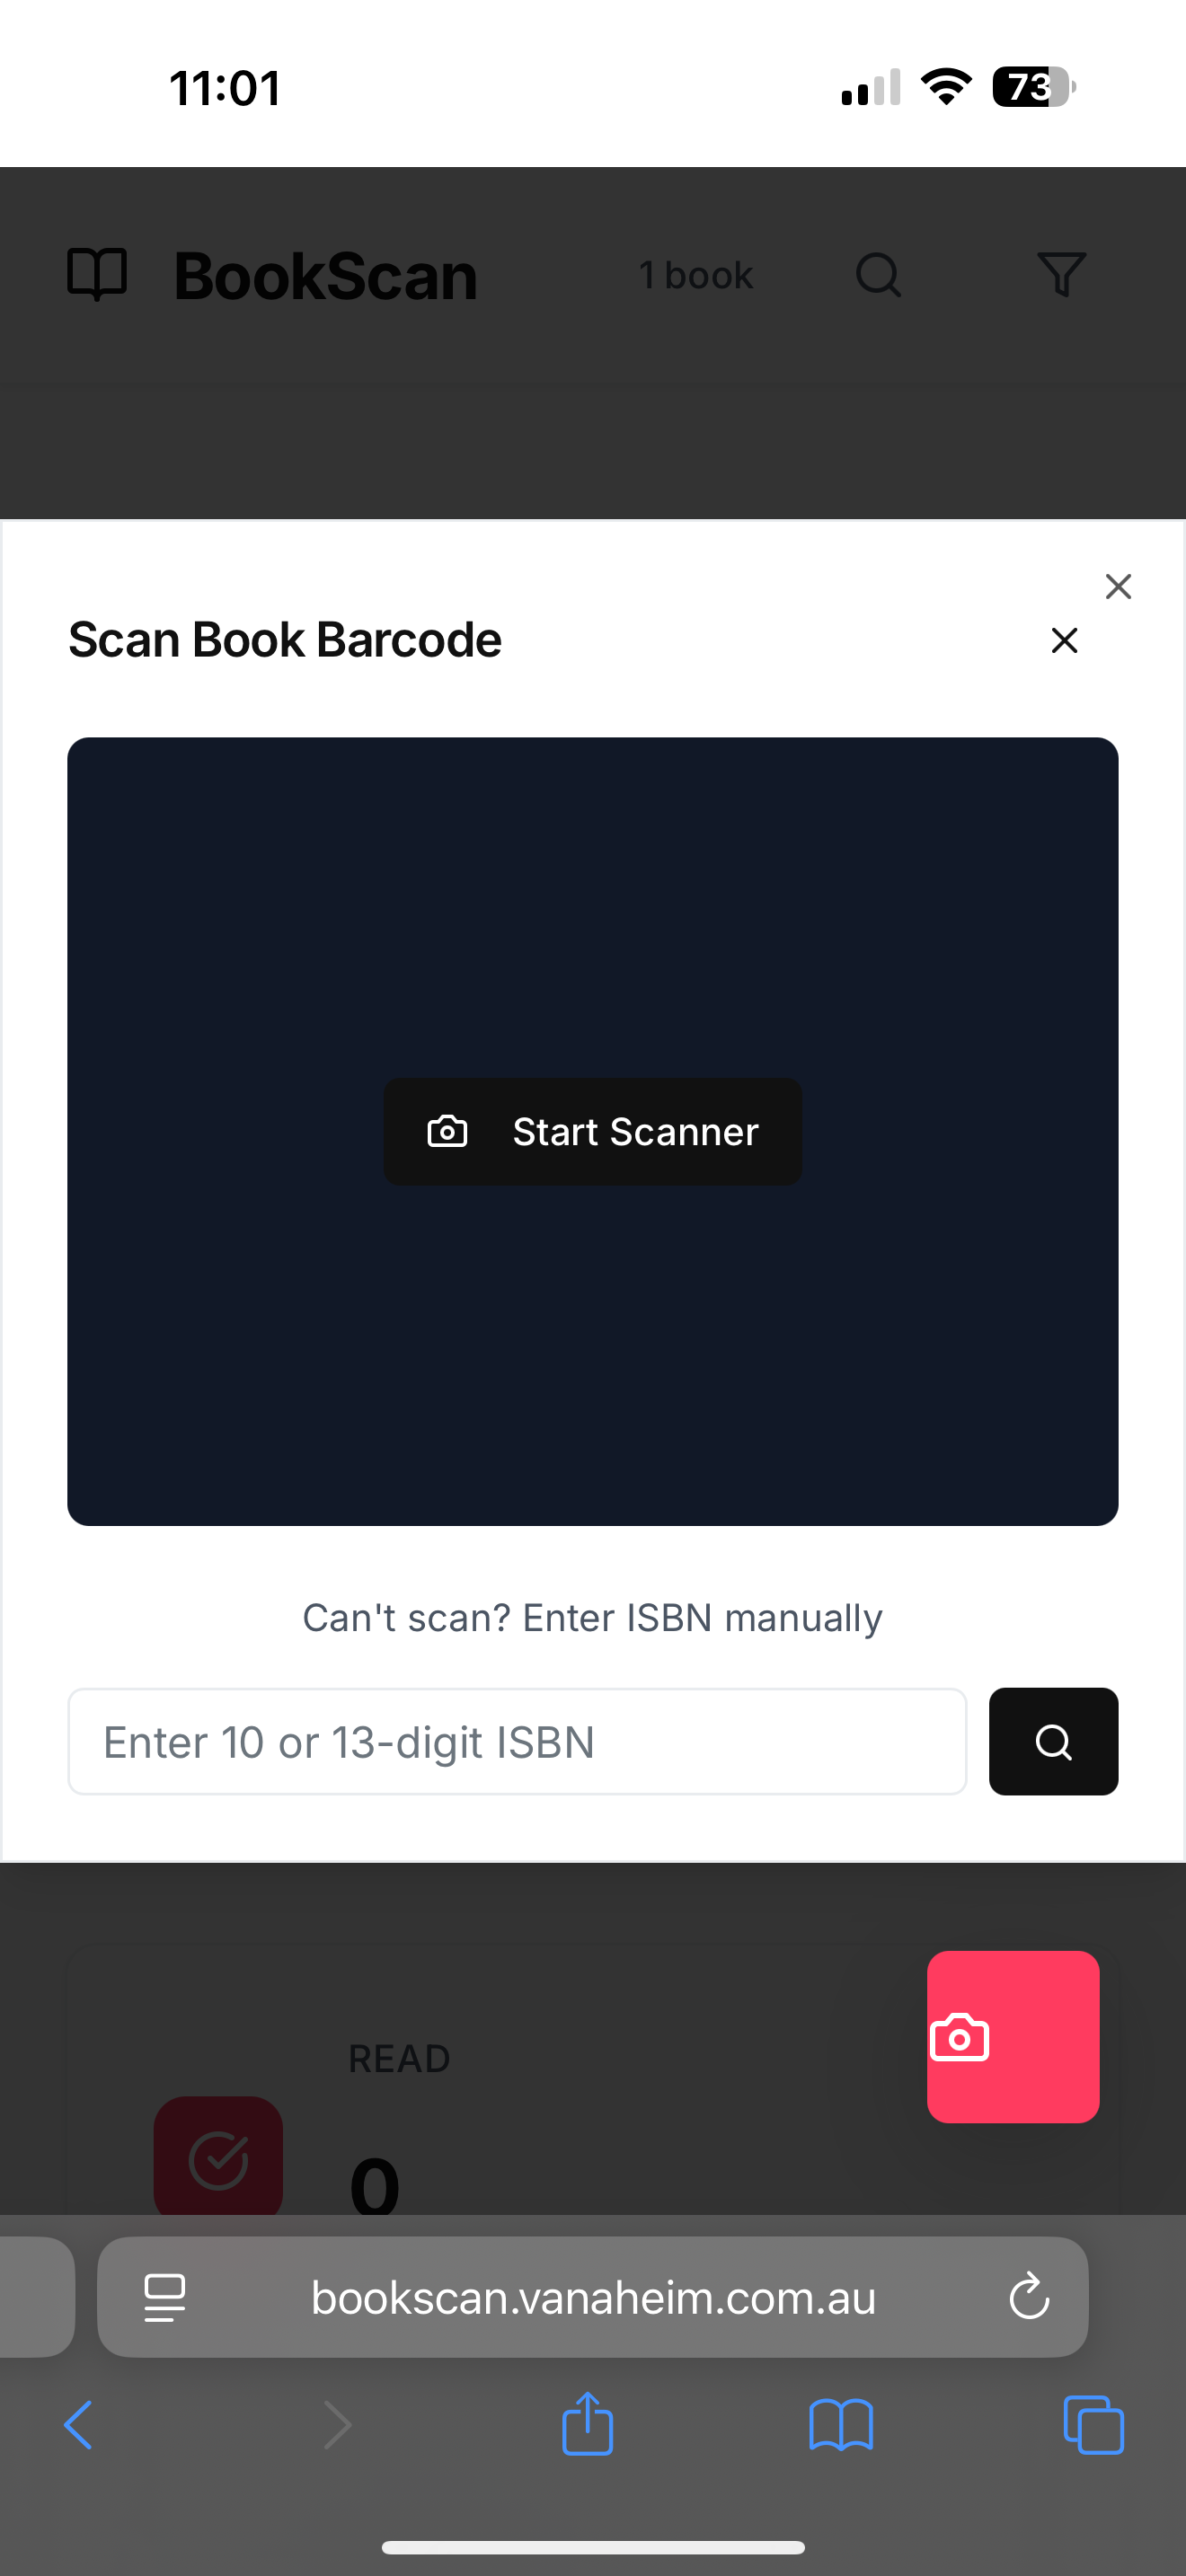 11:01
73
BookScan
1 book
Scan Book Barcode
Start Scanner
Can't scan? Enter ISBN manually
Enter 10 or 13-digit ISBN
READ
0
bookscan.vanaheim.com.au